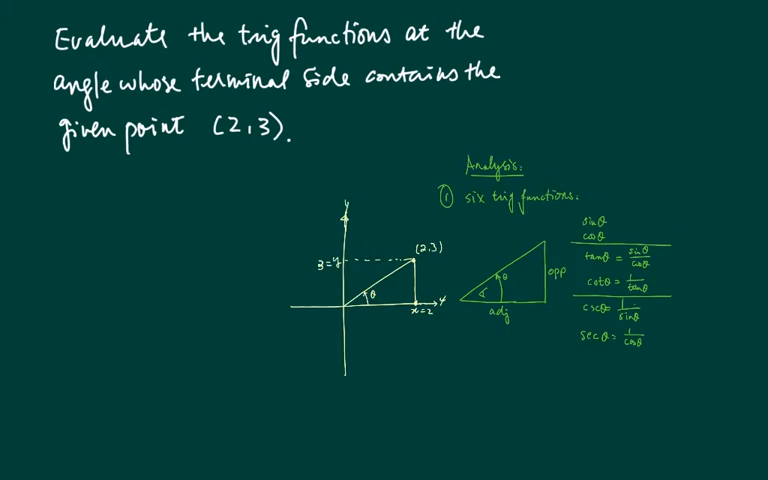 Evaluate the trig functions at the
angle whose terminal side contains the
given point (2,3).
Analysis:
① six trig functions:
y
(2,3)
3=y
θ
x
x=2
θ
opp
adj
sinθ
cosθ
tanθ = sinθ/cosθ
cotθ = 1/tanθ
cscθ = 1/sinθ
secθ = 1/cosθ